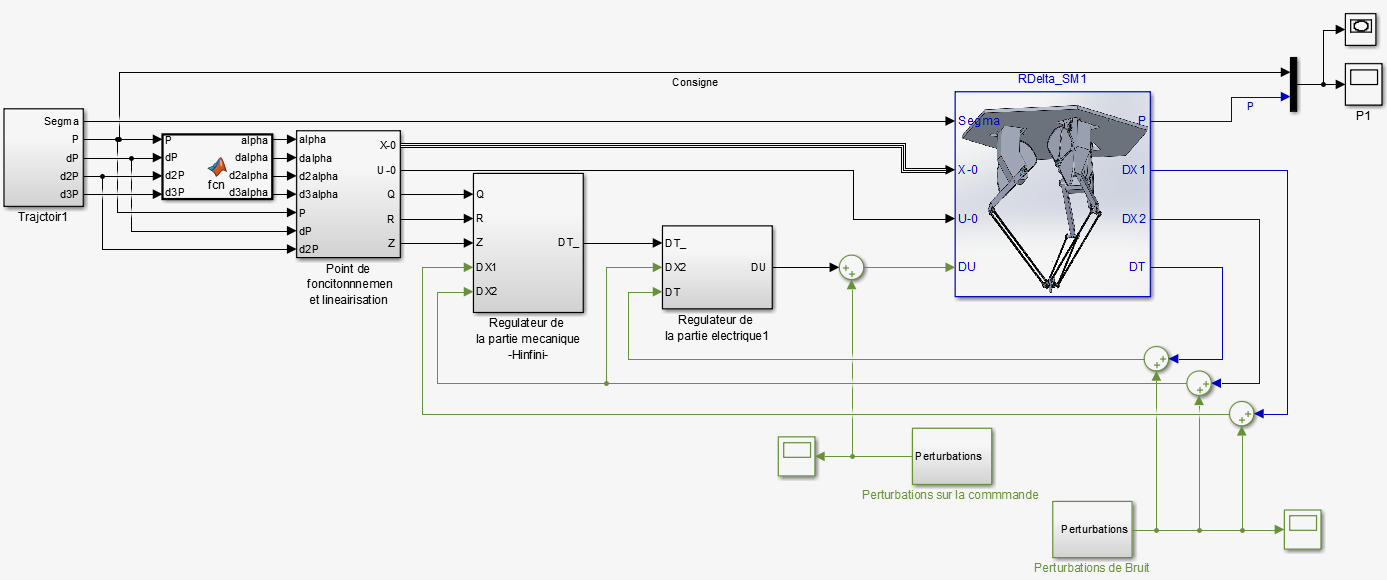 Consigne
RDelta_SM1
P1
Segma
P
dP
d2P
d3P
Trajctoir1
P
dP
d2P
d3P
fcn
alpha
dalpha
d2alpha
d3alpha
alpha
dalpha
d2alpha
d3alpha
P
dP
d2P
X-0
U-0
Q
R
Z
Point de
foncitonnnemen
et linearisation
Q
R
Z
DX1
DX2
DT_
Regulateur de
la partie mecanique
-Hinfini-
DT_
DX2
DT
DU
Regulateur de
la partie electrique1
Segma
X-0
U-0
DU
P
DX1
DX2
DT
P
Perturbations
Perturbations sur la commmande
Perturbations
Perturbations de Bruit